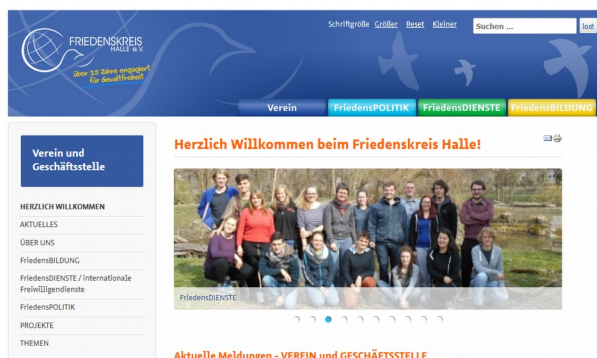 Schriftgröße Größer Reset Kleiner Suchen ... lost
FRIEDENSKREIS
HALLE e.V.
über 25 Jahre engagiert
für Gewaltfreiheit
Verein FriedensPOLITIK FriedensDIENSTE FriedensBILDUNG
Verein und
Geschäftsstelle
HERZLICH WILLKOMMEN
AKTUELLES
ÜBER UNS
FriedensBILDUNG
FriedensDIENSTE / internationale
Freiwilligendienste
FriedensPOLITIK
PROJEKTE
THEMEN
Herzlich Willkommen beim Friedenskreis Halle!
FriedensDIENSTE
Aktuelle Meldungen - VEREIN und GESCHÄFTSSTELLE